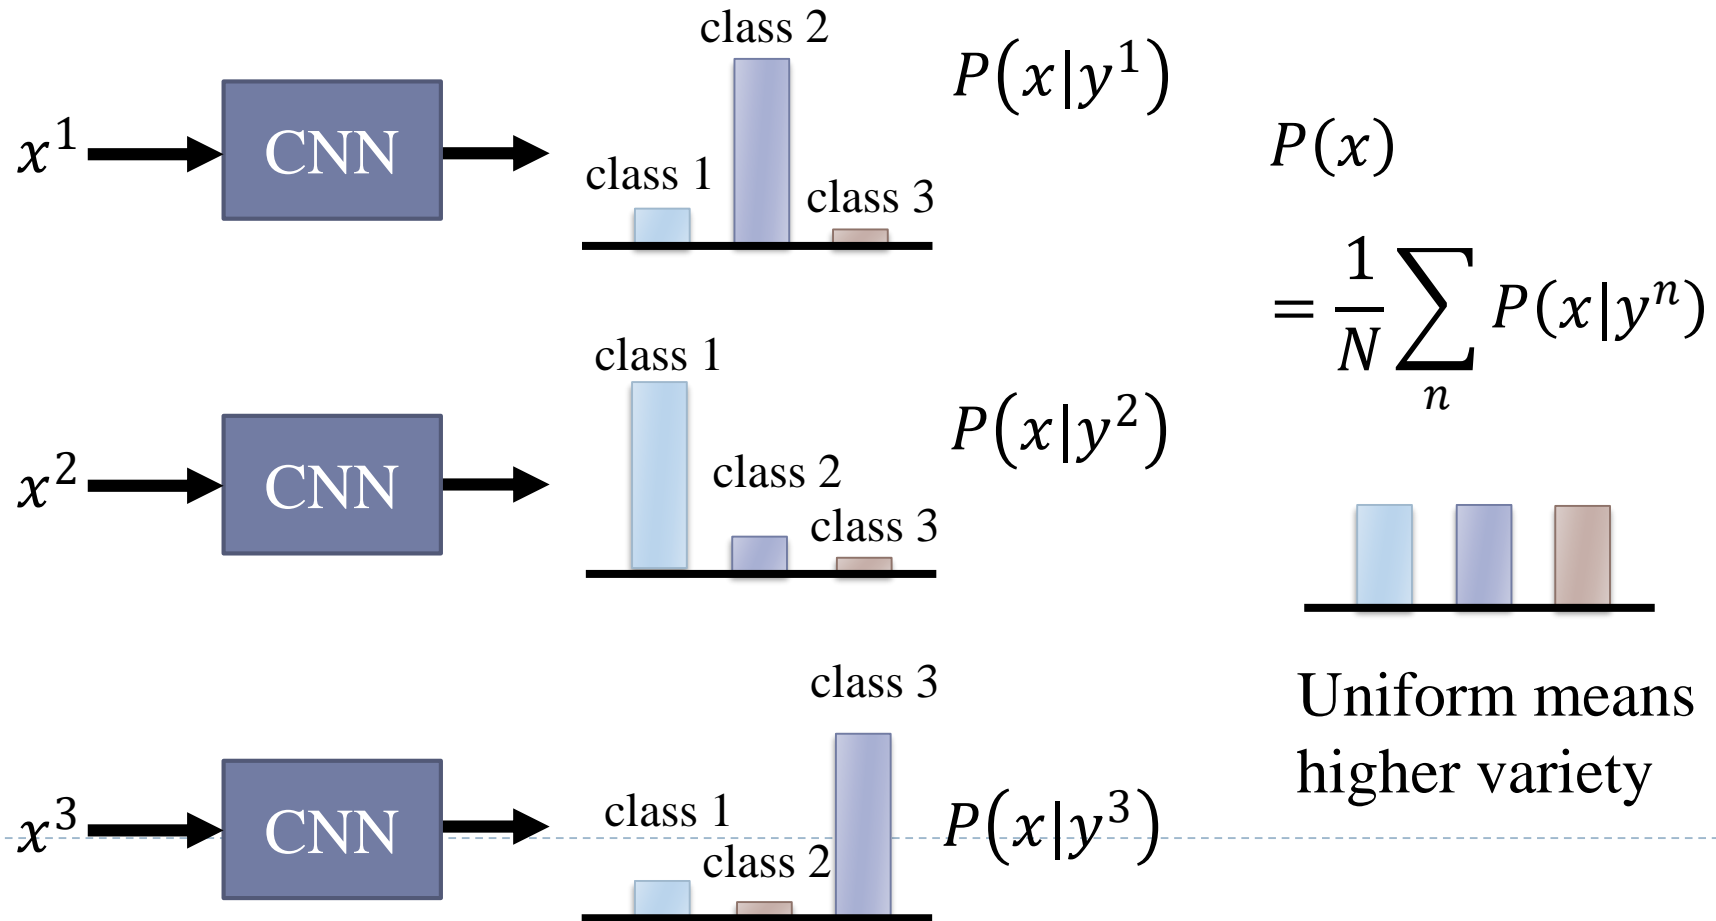 x¹
CNN
class 1
class 2
class 3
P(x|y¹)
x²
CNN
class 1
class 2
class 3
P(x|y²)
x³
CNN
class 1
class 2
class 3
P(x|y³)
P(x)
= 1/N ∑ₙ P(x|yⁿ)
Uniform means
higher variety